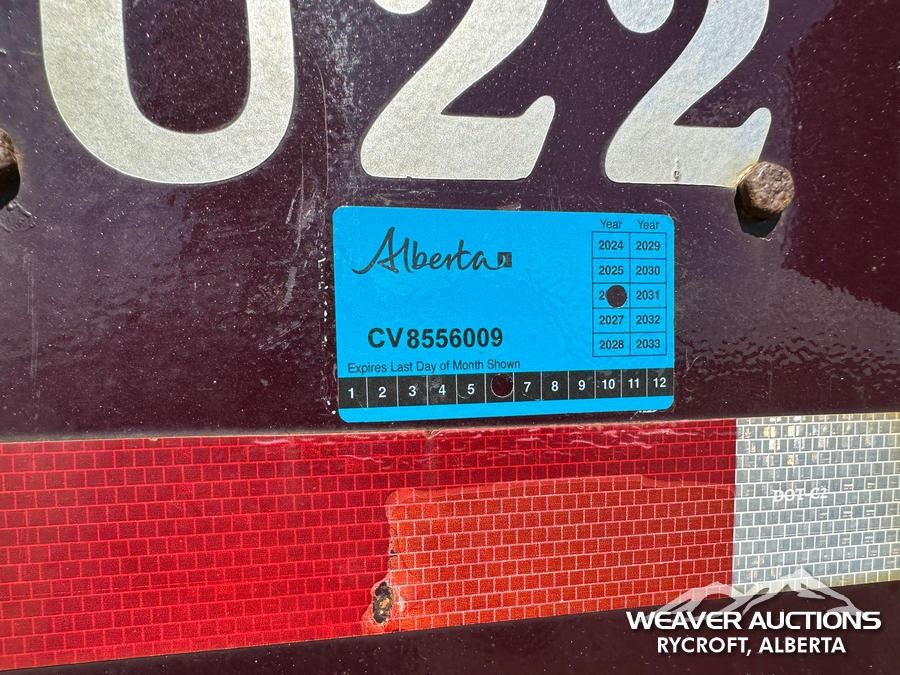 022
Alberta
Year Year
2024 2029
2025 2030
2031
2027 2032
2028 2033
CV8556009
Expires Last Day of Month Shown
1 2 3 4 5 7 8 9 10 11 12
DOT-C2
WEAVER AUCTIONS
RYCROFT, ALBERTA